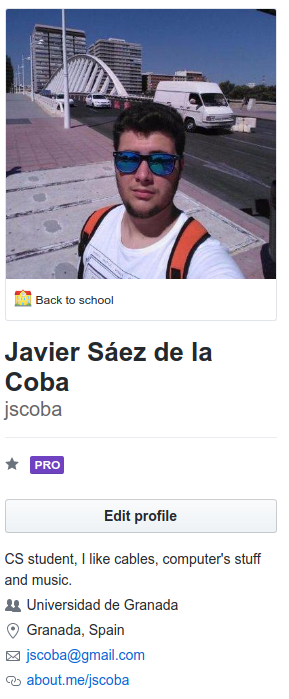 Back to school
Javier Sáez de la
Coba
jscoba
PRO
Edit profile
CS student, I like cables, computer's stuff
and music.
Universidad de Granada
Granada, Spain
jscoba@gmail.com
about.me/jscoba